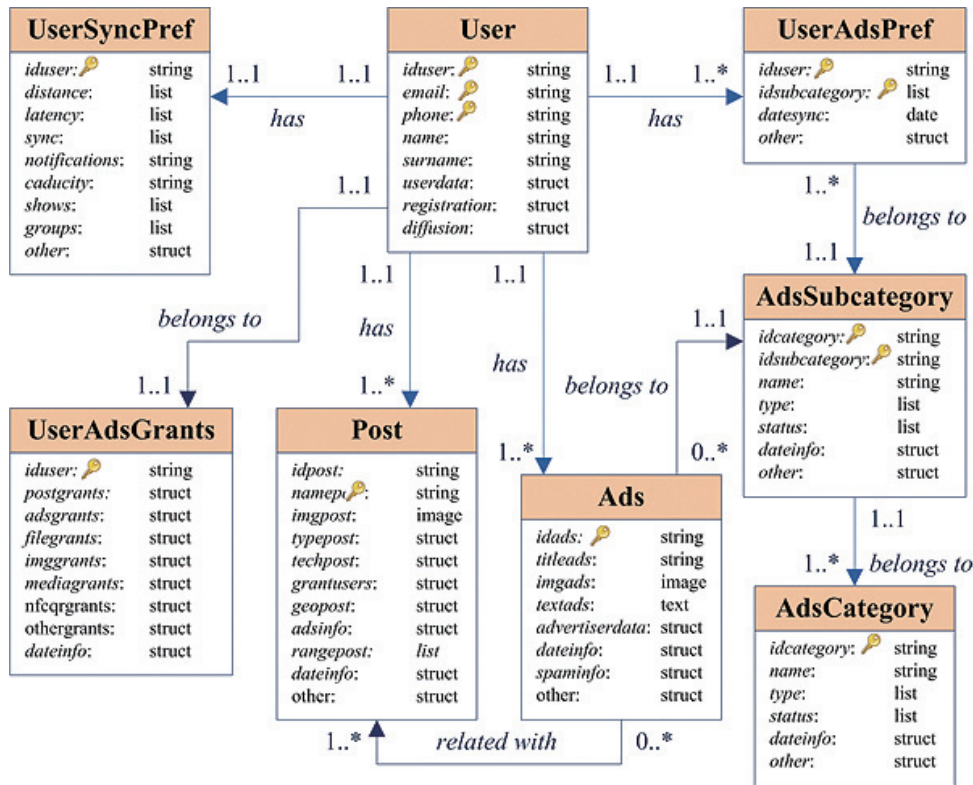 UserSyncPref
iduser: string
distance: list
latency: list
sync: list
notifications: string
caducity: string
shows: list
groups: list
other: struct
1..1
1..1
has
User
iduser: string
email: string
phone: string
name: string
surname: string
userdata: struct
registration: struct
diffusion: struct
1..1
1..*
has
UserAdsPref
iduser: string
idsubcategory: list
datesync: date
other: struct
1..1
belongs to
1..1
1..1
has
1..*
1..1
has
1..*
1..*
belongs to
1..1
UserAdsGrants
iduser: string
postgrants: struct
adsgrants: struct
filegrants: struct
imggrants: struct
mediagrants: struct
nfcqrgrants: struct
othergrants: struct
dateinfo: struct
Post
idpost: string
namep : string
imgpost: image
typepost: struct
techpost: struct
grantusers: struct
geopost: struct
adsinfo: struct
rangepost: list
dateinfo: struct
other: struct
Ads
idads: string
titleads: string
imgads: image
textads: text
advertiserdata: struct
dateinfo: struct
spaminfo: struct
other: struct
1..1
belongs to
0..*
AdsSubcategory
idcategory: string
idsubcategory: string
name: string
type: list
status: list
dateinfo: struct
other: struct
1..1
1..*
belongs to
AdsCategory
idcategory: string
name: string
type: list
status: list
dateinfo: struct
other: struct
1..*
related with
0..*